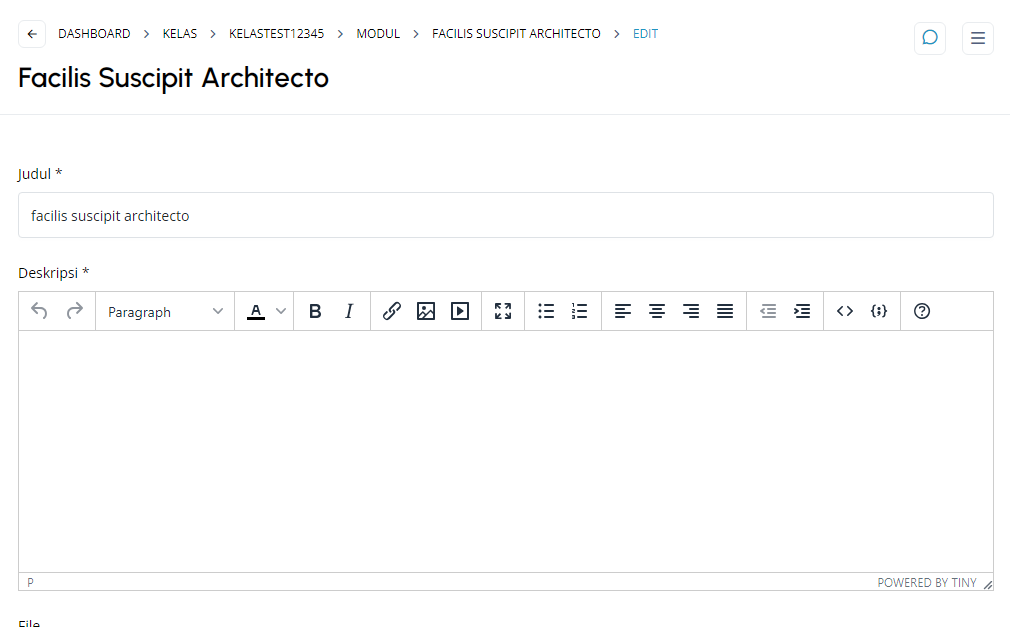 DASHBOARD > KELAS > KELASTEST12345 > MODUL > FACILIS SUSCIPIT ARCHITECTO > EDIT
Facilis Suscipit Architecto
Judul *
facilis suscipit architecto
Deskripsi *
Paragraph A B I
P POWERED BY TINY
File